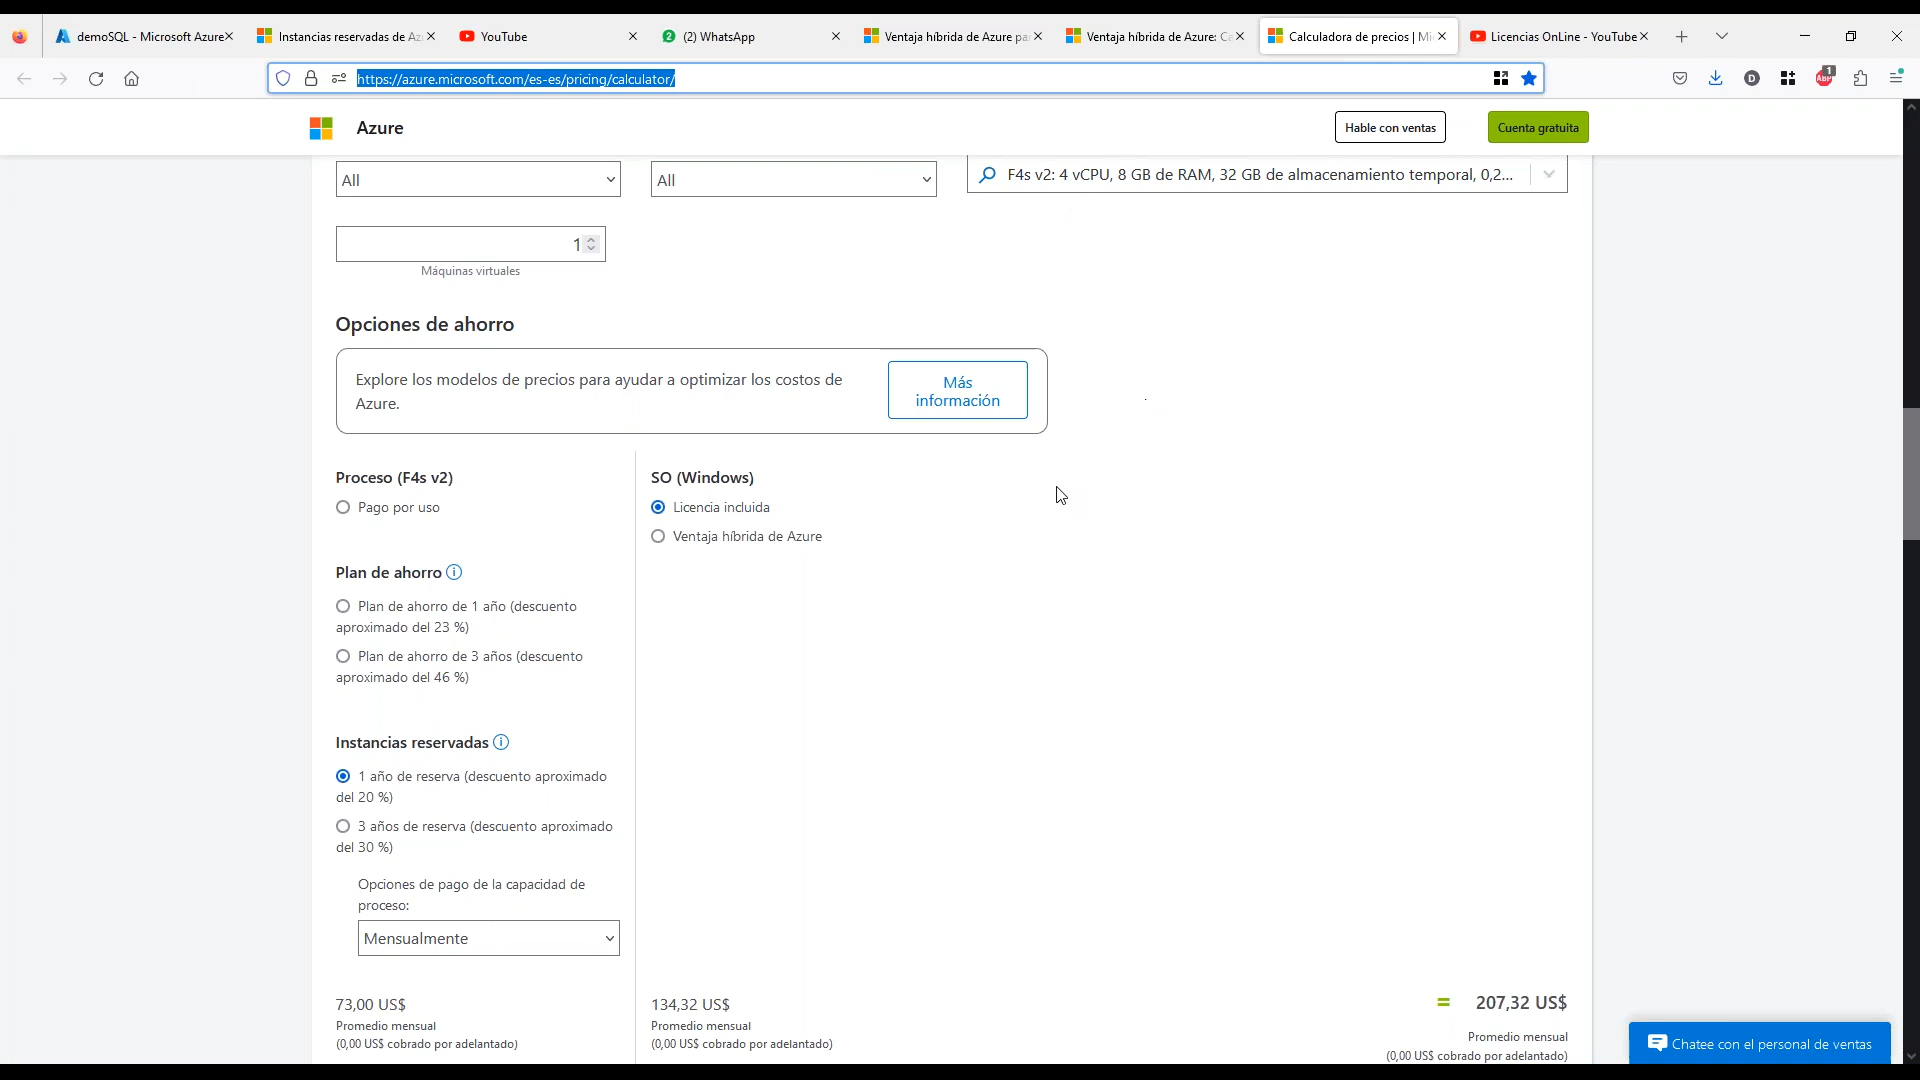 demoSQL - Microsoft Azure
Instancias reservadas de Az
YouTube
(2) WhatsApp
Ventaja híbrida de Azure pa
Ventaja híbrida de Azure: Ca
Calculadora de precios | Mi
Licencias OnLine - YouTube
https://azure.microsoft.com/es-es/pricing/calculator/
Azure
Hable con ventas
Cuenta gratuita
All
All
F4s v2: 4 vCPU, 8 GB de RAM, 32 GB de almacenamiento temporal, 0,2...
1
Máquinas virtuales
Opciones de ahorro
Explore los modelos de precios para ayudar a optimizar los costos de
Azure.
Más
información
Proceso (F4s v2)
Pago por uso
SO (Windows)
Licencia incluida
Ventaja híbrida de Azure
Plan de ahorro
Plan de ahorro de 1 año (descuento
aproximado del 23 %)
Plan de ahorro de 3 años (descuento
aproximado del 46 %)
Instancias reservadas
1 año de reserva (descuento aproximado
del 20 %)
3 años de reserva (descuento aproximado
del 30 %)
Opciones de pago de la capacidad de
proceso:
Mensualmente
73,00 US$
Promedio mensual
(0,00 US$ cobrado por adelantado)
134,32 US$
Promedio mensual
(0,00 US$ cobrado por adelantado)
= 207,32 US$
Promedio mensual
(0,00 US$ cobrado por adelantado)
Chatee con el personal de ventas